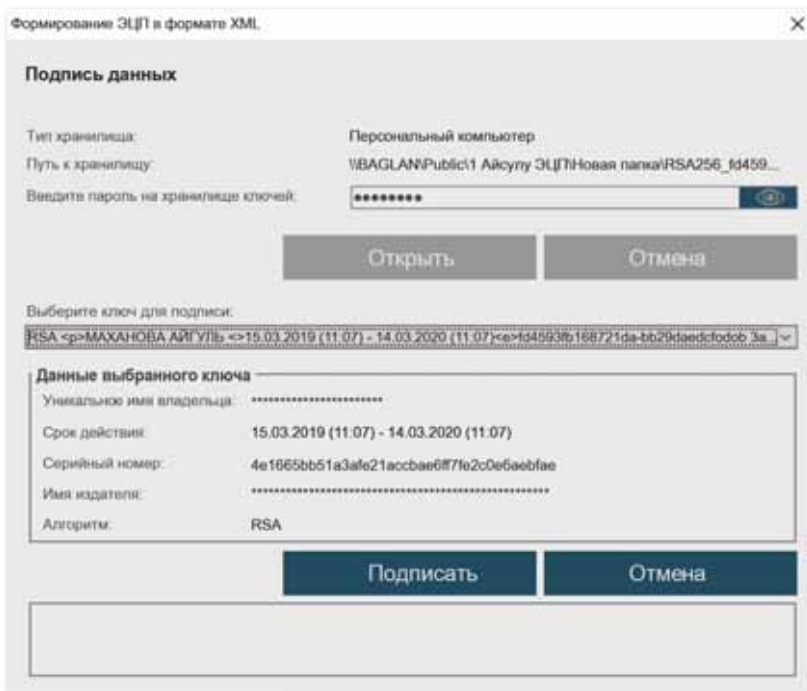 Формирование ЭЦП в формате XML
Подпись данных
Тип хранилища: Персональный компьютер
Путь к хранилищу: \\BAGLAN\Public\1 Айсулу ЭЦП\Новая папка\RSA256_fd459...
Введите пароль на хранилище ключей: ●●●●●●●●
Открыть Отмена
Выберите ключ для подписи:
RSA <p>МАХАНОВА АЙГУЛЬ <>15.03.2019 (11:07) - 14.03.2020 (11:07)<e>fd4593fb168721da-bb29daedcfodob 3a...
Данные выбранного ключа
Уникальное имя владельца: ***********************
Срок действия: 15.03.2019 (11:07) - 14.03.2020 (11:07)
Серийный номер: 4e1665bb51a3afe21accbae6ff7fe2c0e6aebfae
Имя издателя: ****************************************************
Алгоритм: RSA
Подписать Отмена